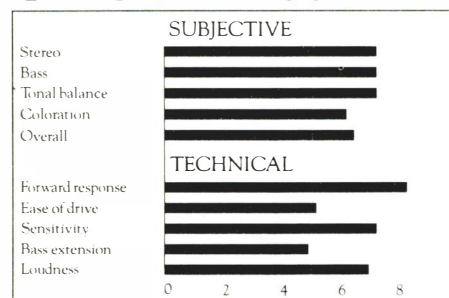 SUBJECTIVE
Stereo
Bass
Tonal balance
Coloration
Overall
TECHNICAL
Forward response
Ease of drive
Sensitivity
Bass extension
Loudness
0 2 4 6 8